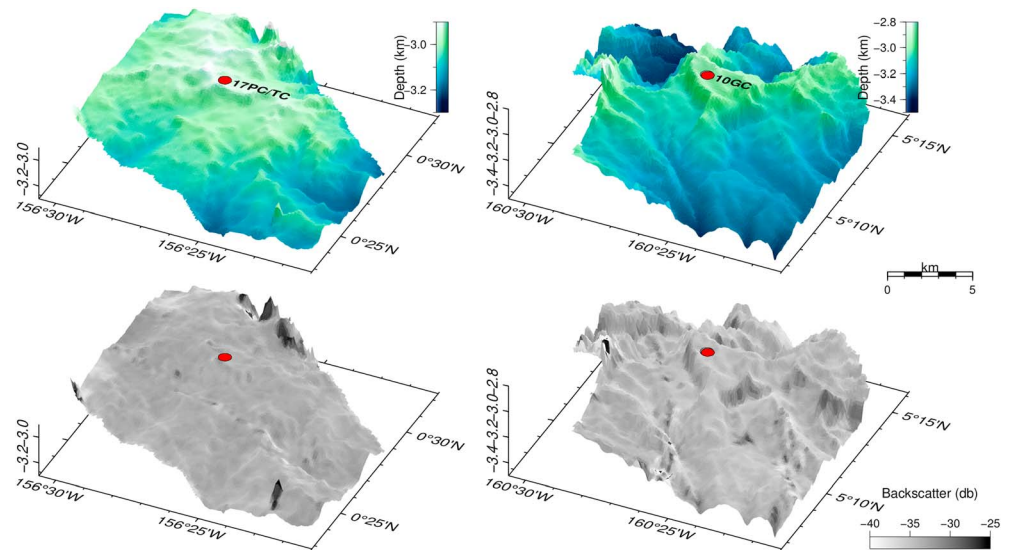 Depth (km)
−3.0
−3.2
17PC/TC
−3.2−3.0
156°30'W
156°25'W
0°30'N
0°25'N
Depth (km)
−2.8
−3.0
−3.2
−3.4
10GC
−3.4−3.2−3.0−2.8
160°30'W
160°25'W
5°15'N
5°10'N
km
0 5
−3.2−3.0
156°30'W
156°25'W
0°30'N
0°25'N
−3.4−3.2−3.0−2.8
160°30'W
160°25'W
5°15'N
5°10'N
Backscatter (db)
−40 −35 −30 −25